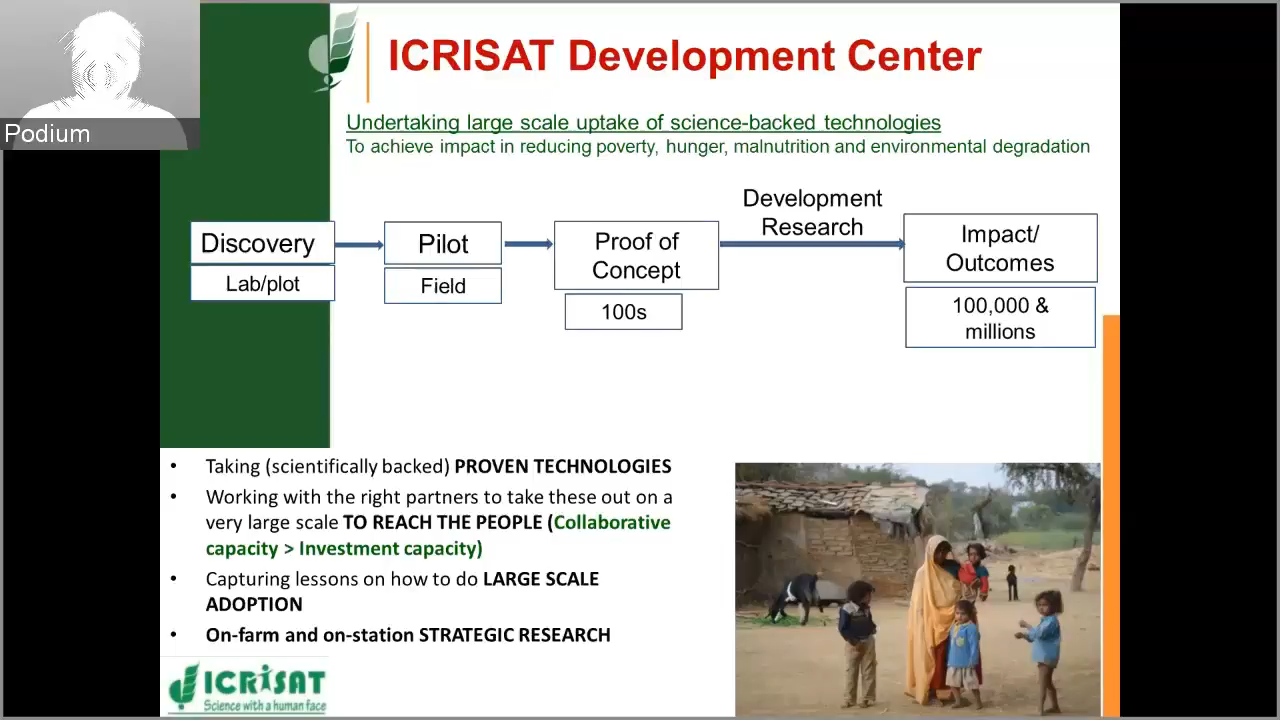 Podium
ICRISAT Development Center
Undertaking large scale uptake of science-backed technologies
To achieve impact in reducing poverty, hunger, malnutrition and environmental degradation
Discovery
Lab/plot
Pilot
Field
Proof of
Concept
100s
Development
Research
Impact/
Outcomes
100,000 &
millions
• Taking (scientifically backed) PROVEN TECHNOLOGIES
• Working with the right partners to take these out on a
very large scale TO REACH THE PEOPLE (Collaborative
capacity > Investment capacity)
• Capturing lessons on how to do LARGE SCALE
ADOPTION
• On-farm and on-station STRATEGIC RESEARCH
ICRISAT
Science with a human face